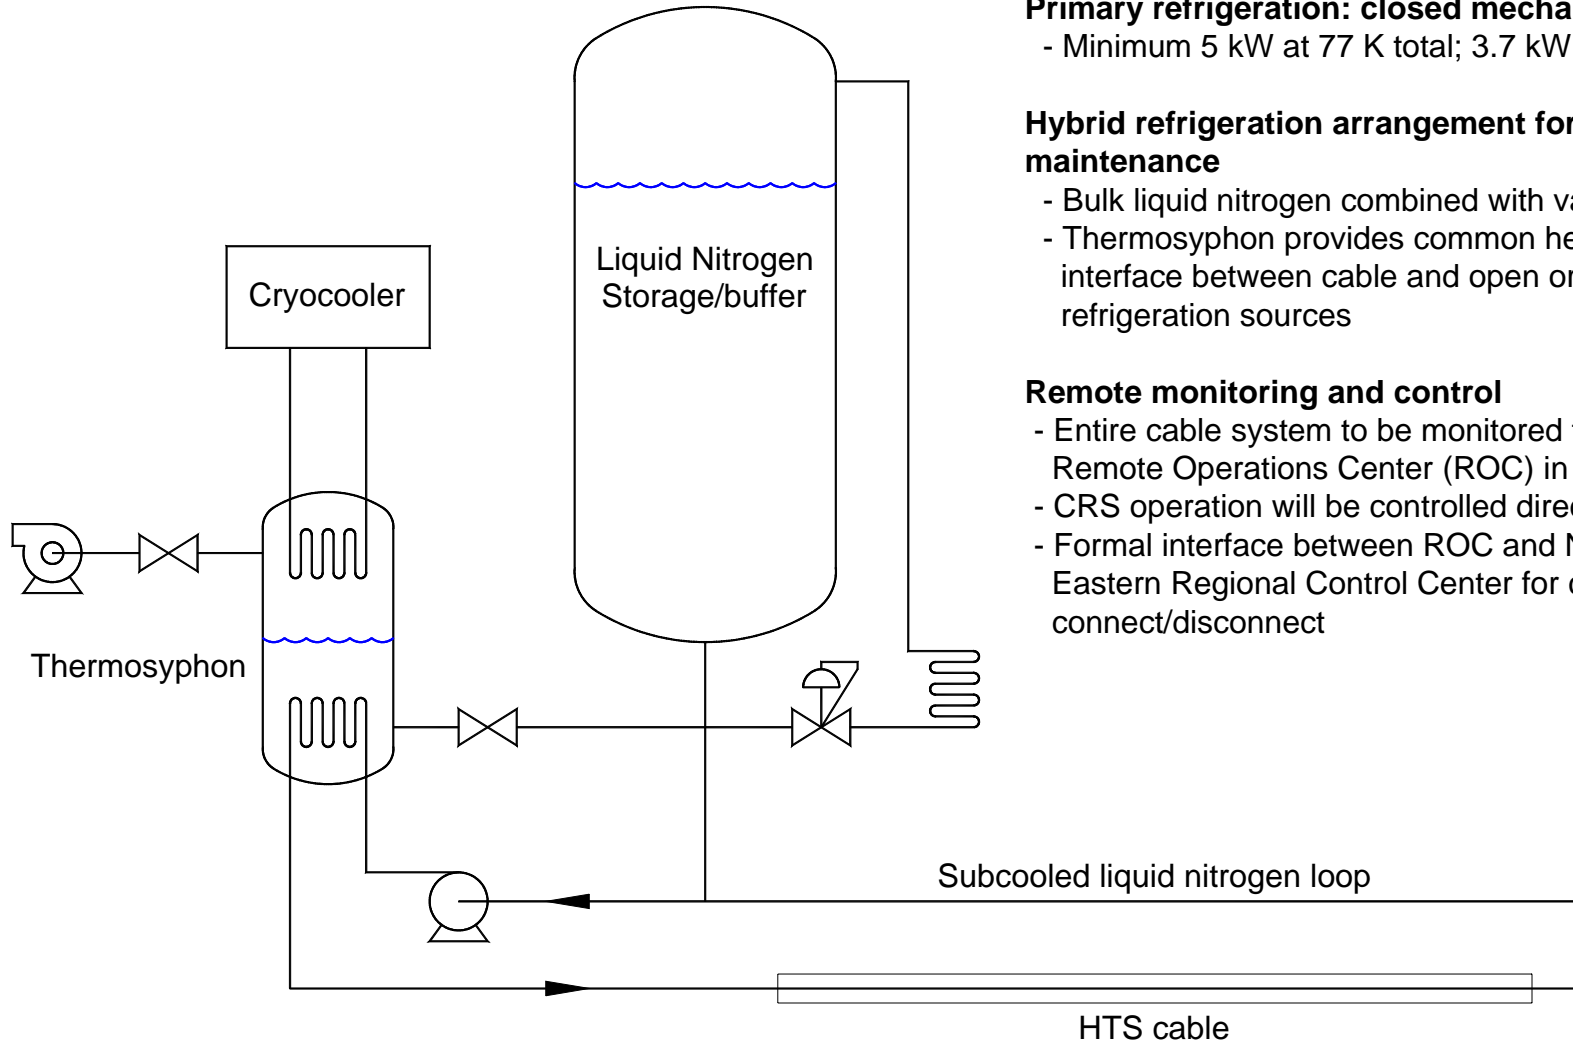 Primary refrigeration: closed mecha
- Minimum 5 kW at 77 K total; 3.7 kW
Hybrid refrigeration arrangement for
maintenance
- Bulk liquid nitrogen combined with va
- Thermosyphon provides common he
interface between cable and open or
refrigeration sources
Remote monitoring and control
- Entire cable system to be monitored
Remote Operations Center (ROC) in
- CRS operation will be controlled direc
- Formal interface between ROC and N
Eastern Regional Control Center for c
connect/disconnect
Liquid Nitrogen
Storage/buffer
Cryocooler
Thermosyphon
Subcooled liquid nitrogen loop
HTS cable